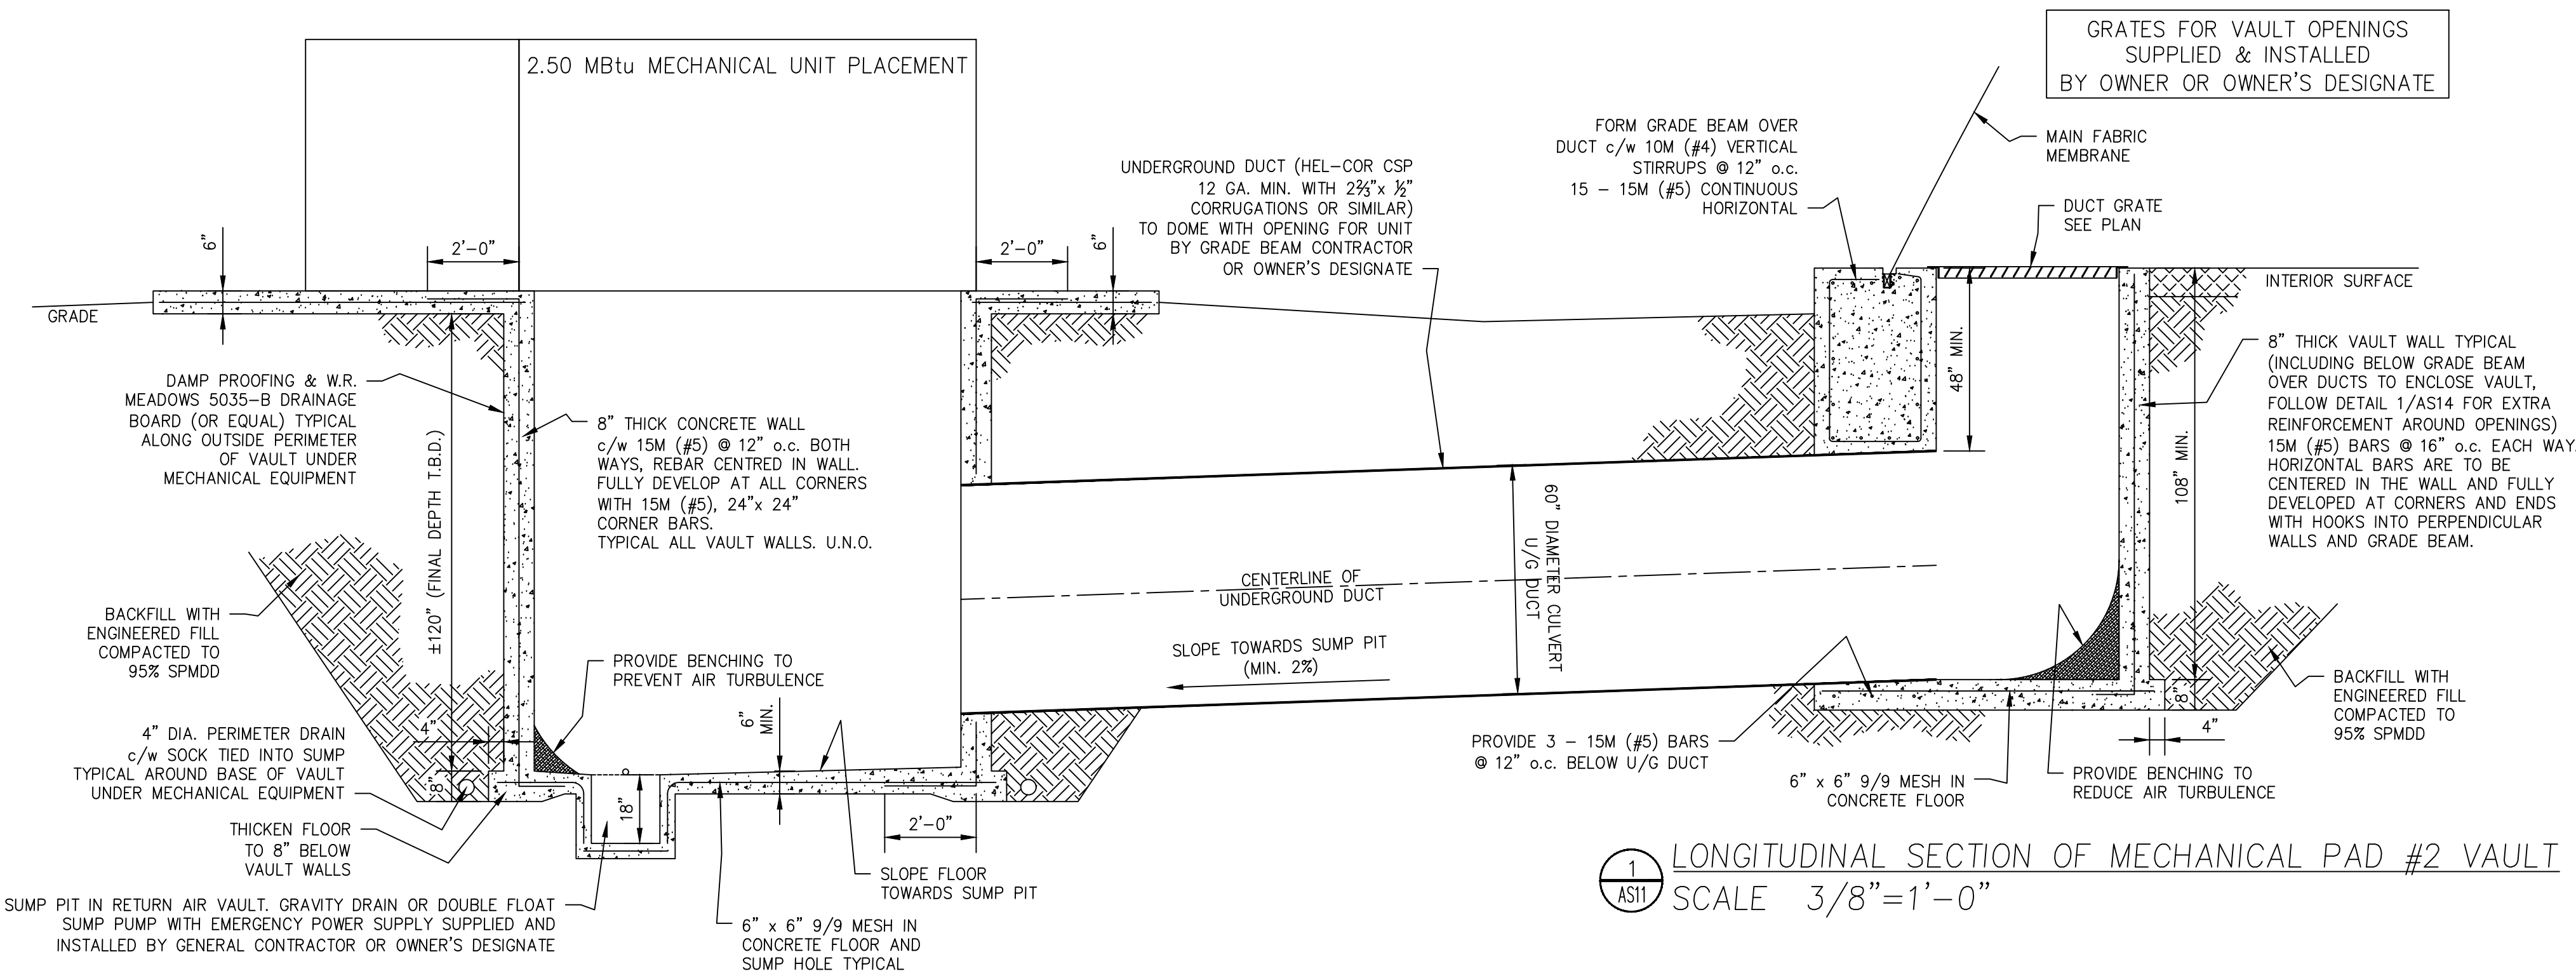 2.50 MBtu MECHANICAL UNIT PLACEMENT
GRATES FOR VAULT OPENINGS
SUPPLIED & INSTALLED
BY OWNER OR OWNER'S DESIGNATE
6"
2'-0"
2'-0"
6"
GRADE
UNDERGROUND DUCT (HEL-COR CSP
12 GA. MIN. WITH 2⅔"x ½"
CORRUGATIONS OR SIMILAR)
TO DOME WITH OPENING FOR UNIT
BY GRADE BEAM CONTRACTOR
OR OWNER'S DESIGNATE
FORM GRADE BEAM OVER
DUCT c/w 10M (#4) VERTICAL
STIRRUPS @ 12" o.c.
15 - 15M (#5) CONTINUOUS
HORIZONTAL
MAIN FABRIC
MEMBRANE
DUCT GRATE
SEE PLAN
INTERIOR SURFACE
DAMP PROOFING & W.R.
MEADOWS 5035-B DRAINAGE
BOARD (OR EQUAL) TYPICAL
ALONG OUTSIDE PERIMETER
OF VAULT UNDER
MECHANICAL EQUIPMENT
±120" (FINAL DEPTH T.B.D.)
8" THICK CONCRETE WALL
c/w 15M (#5) @ 12" o.c. BOTH
WAYS, REBAR CENTRED IN WALL.
FULLY DEVELOP AT ALL CORNERS
WITH 15M (#5), 24"x 24"
CORNER BARS.
TYPICAL ALL VAULT WALLS. U.N.O.
48" MIN.
108" MIN.
8" THICK VAULT WALL TYPICAL
(INCLUDING BELOW GRADE BEAM
OVER DUCTS TO ENCLOSE VAULT,
FOLLOW DETAIL 1/AS14 FOR EXTRA
REINFORCEMENT AROUND OPENINGS)
15M (#5) BARS @ 16" o.c. EACH WAY.
HORIZONTAL BARS ARE TO BE
CENTERED IN THE WALL AND FULLY
DEVELOPED AT CORNERS AND ENDS
WITH HOOKS INTO PERPENDICULAR
WALLS AND GRADE BEAM.
60" DIAMETER CULVERT
U/G DUCT
CENTERLINE OF
UNDERGROUND DUCT
SLOPE TOWARDS SUMP PIT
(MIN. 2%)
BACKFILL WITH
ENGINEERED FILL
COMPACTED TO
95% SPMDD
PROVIDE BENCHING TO
PREVENT AIR TURBULENCE
6"
MIN.
4"
8"
4" DIA. PERIMETER DRAIN
c/w SOCK TIED INTO SUMP
TYPICAL AROUND BASE OF VAULT
UNDER MECHANICAL EQUIPMENT
THICKEN FLOOR
TO 8" BELOW
VAULT WALLS
18"
2'-0"
SLOPE FLOOR
TOWARDS SUMP PIT
SUMP PIT IN RETURN AIR VAULT. GRAVITY DRAIN OR DOUBLE FLOAT
SUMP PUMP WITH EMERGENCY POWER SUPPLY SUPPLIED AND
INSTALLED BY GENERAL CONTRACTOR OR OWNER'S DESIGNATE
6" x 6" 9/9 MESH IN
CONCRETE FLOOR AND
SUMP HOLE TYPICAL
PROVIDE 3 - 15M (#5) BARS
@ 12" o.c. BELOW U/G DUCT
6" x 6" 9/9 MESH IN
CONCRETE FLOOR
8"
4"
PROVIDE BENCHING TO
REDUCE AIR TURBULENCE
BACKFILL WITH
ENGINEERED FILL
COMPACTED TO
95% SPMDD
1
AS11
LONGITUDINAL SECTION OF MECHANICAL PAD #2 VAULT
SCALE 3/8"=1'-0"